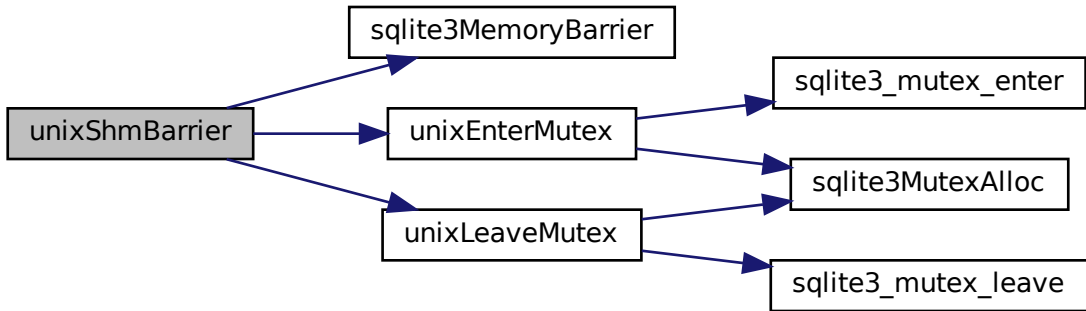 sqlite3MemoryBarrier
unixShmBarrier
unixEnterMutex
unixLeaveMutex
sqlite3_mutex_enter
sqlite3MutexAlloc
sqlite3_mutex_leave